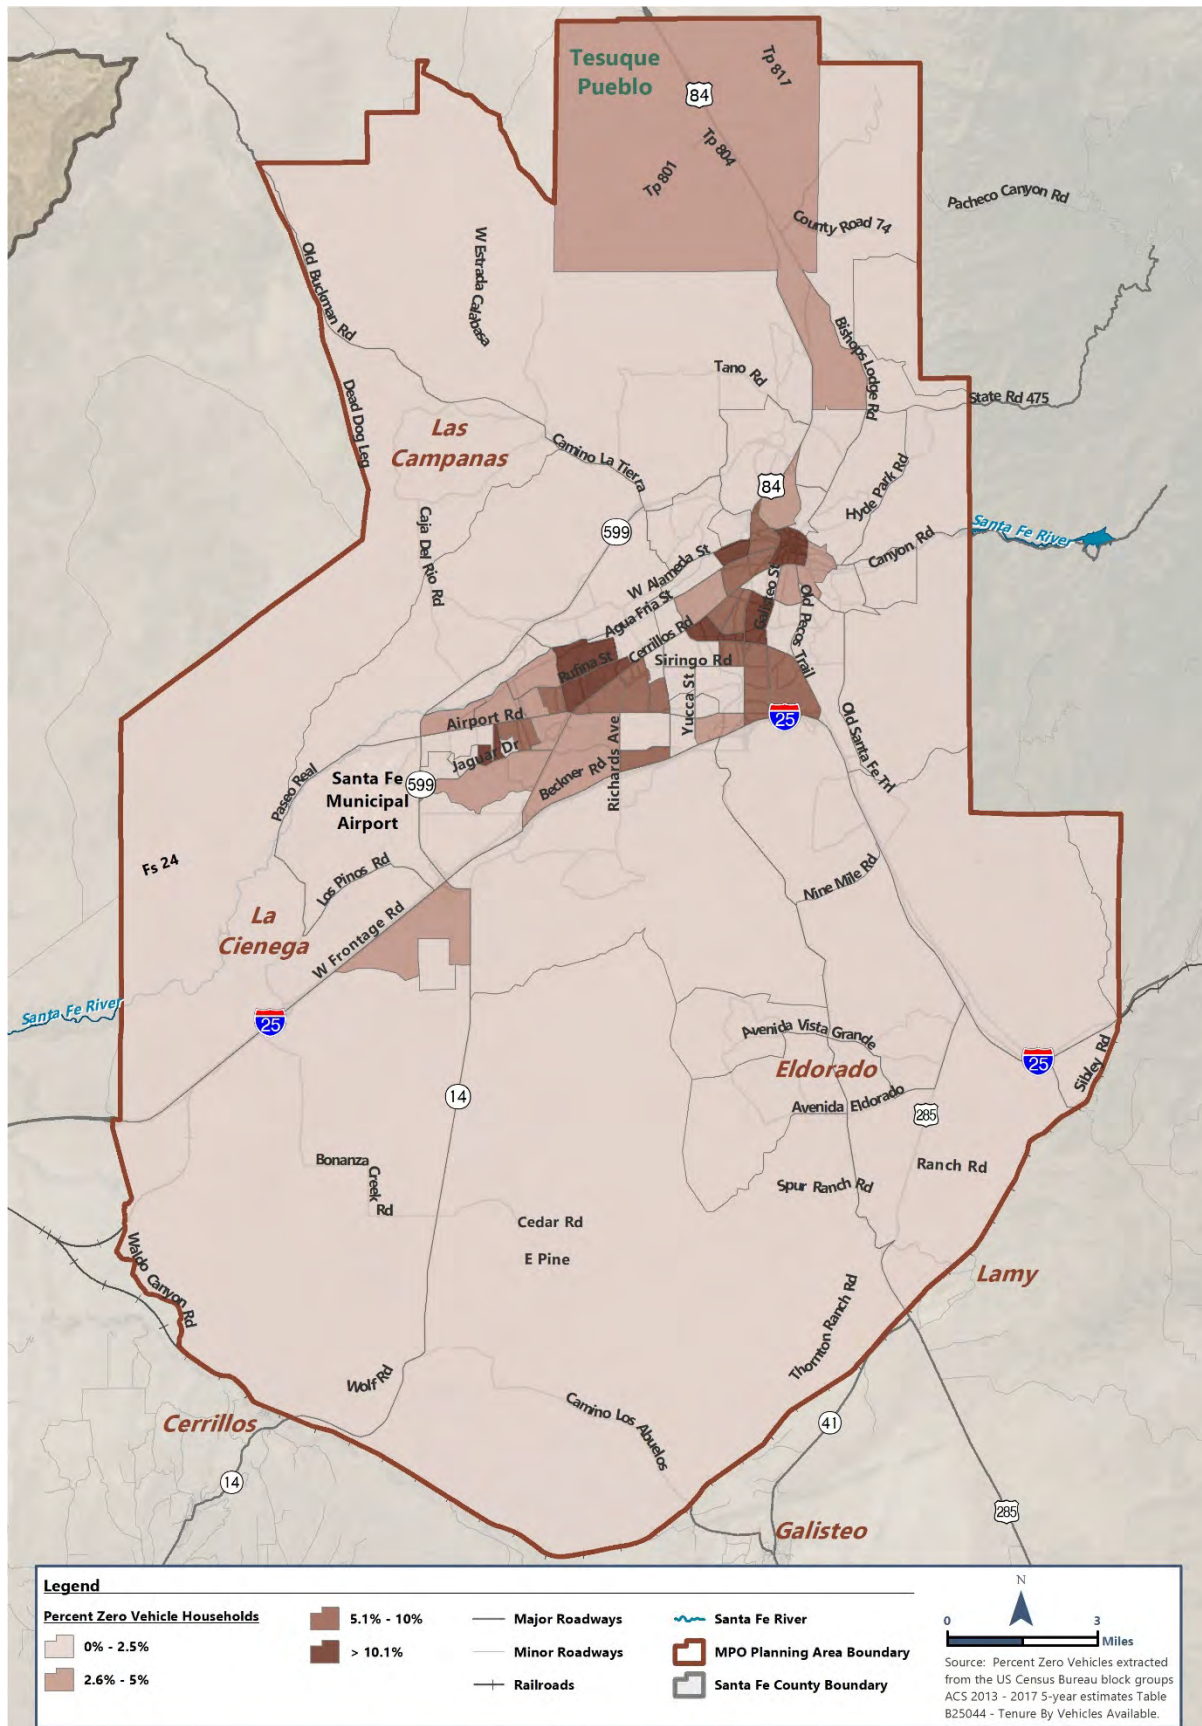 Tesuque
Pueblo
84
Tp 817
Tp 804
Tp 801
Pacheco Canyon Rd
County Road 74
W Estrada Calabasa
Old Buckman Rd
Bishops Lodge Rd
Tano Rd
Dead Dog Leg
State Rd 475
Las
Campanas
Camino La Tierra
84
Hyde Park Rd
Caja Del Rio Rd
599
Santa Fe River
Canyon Rd
W Alameda St
Agua Fria St
Galisteo St
Old Pecos Trail
Cerrillos Rd
Rufina St
Siringo Rd
Yucca St
Airport Rd
25
Old Santa Fe Trl
Jaguar Dr
Richards Ave
Beckner Rd
Paseo Real
Santa Fe
Municipal
Airport
599
Fs 24
Los Pinos Rd
Nine Mile Rd
La
Cienega
W Frontage Rd
Santa Fe River
25
Avenida Vista Grande
Eldorado
25
Sibley Rd
14
Avenida Eldorado
285
Bonanza
Creek
Rd
Ranch Rd
Spur Ranch Rd
Cedar Rd
E Pine
Waldo Canyon Rd
Lamy
Thornton Ranch Rd
Wolf Rd
Camino Los Abuelos
Cerrillos
41
14
285
Galisteo
Legend
Percent Zero Vehicle Households
0% - 2.5%
2.6% - 5%
5.1% - 10%
> 10.1%
Major Roadways
Minor Roadways
Railroads
Santa Fe River
MPO Planning Area Boundary
Santa Fe County Boundary
N
0 3
Miles
Source: Percent Zero Vehicles extracted
from the US Census Bureau block groups
ACS 2013 - 2017 5-year estimates Table
B25044 - Tenure By Vehicles Available.